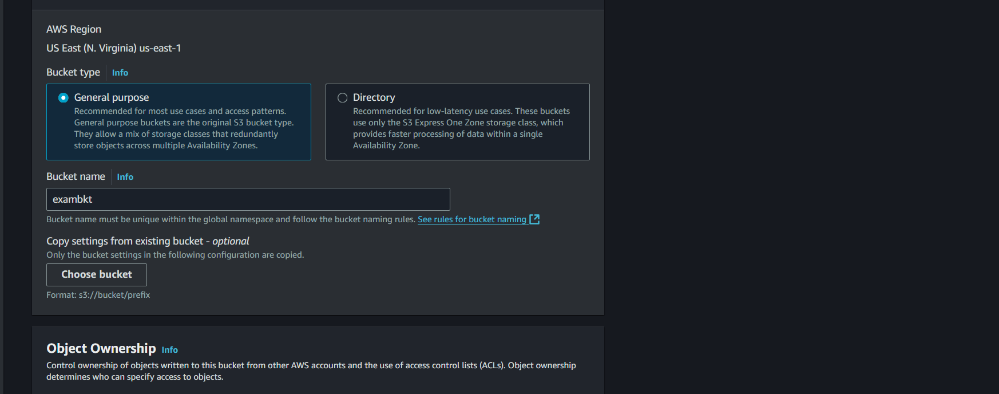 AWS Region
US East (N. Virginia) us-east-1
Bucket type Info
General purpose
Recommended for most use cases and access patterns.
General purpose buckets are the original S3 bucket type.
They allow a mix of storage classes that redundantly
store objects across multiple Availability Zones.
Directory
Recommended for low-latency use cases. These buckets
use only the S3 Express One Zone storage class, which
provides faster processing of data within a single
Availability Zone.
Bucket name Info
exambkt
Bucket name must be unique within the global namespace and follow the bucket naming rules. See rules for bucket naming
Copy settings from existing bucket - optional
Only the bucket settings in the following configuration are copied.
Choose bucket
Format: s3://bucket/prefix
Object Ownership Info
Control ownership of objects written to this bucket from other AWS accounts and the use of access control lists (ACLs). Object ownership
determines who can specify access to objects.